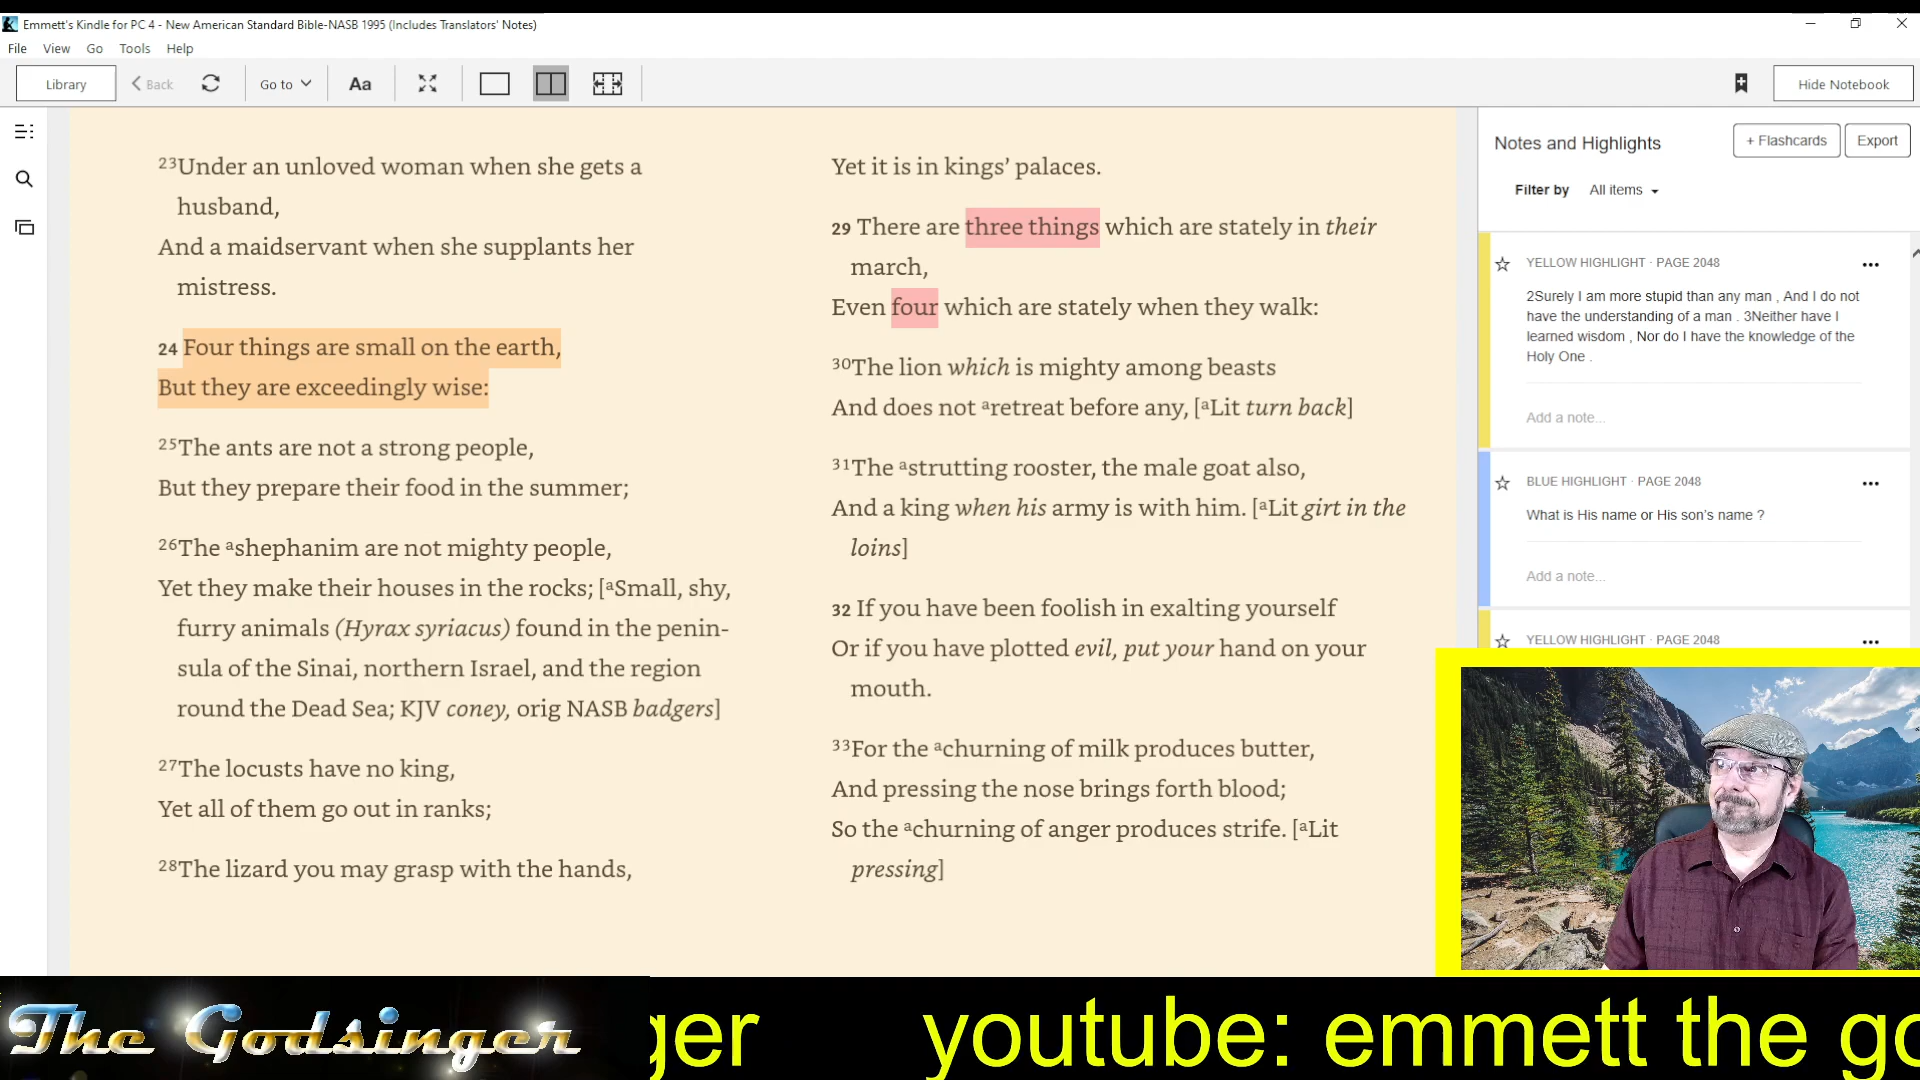 Emmett's Kindle for PC 4 - New American Standard Bible-NASB 1995 (Includes Translators' Notes)
File View Go Tools Help
Library Back Go to Aa Hide Notebook
23Under an unloved woman when she gets a
husband,
And a maidservant when she supplants her
mistress.
24 Four things are small on the earth,
But they are exceedingly wise:
25The ants are not a strong people,
But they prepare their food in the summer;
26The ashephanim are not mighty people,
Yet they make their houses in the rocks; [aSmall, shy,
furry animals (Hyrax syriacus) found in the penin-
sula of the Sinai, northern Israel, and the region
round the Dead Sea; KJV coney, orig NASB badgers]
27The locusts have no king,
Yet all of them go out in ranks;
28The lizard you may grasp with the hands,
Yet it is in kings’ palaces.
29 There are three things which are stately in their
march,
Even four which are stately when they walk:
30The lion which is mighty among beasts
And does not aretreat before any, [aLit turn back]
31The astrutting rooster, the male goat also,
And a king when his army is with him. [aLit girt in the
loins]
32 If you have been foolish in exalting yourself
Or if you have plotted evil, put your hand on your
mouth.
33For the achurning of milk produces butter,
And pressing the nose brings forth blood;
So the achurning of anger produces strife. [aLit
pressing]
Notes and Highlights + Flashcards Export
Filter by All items
YELLOW HIGHLIGHT · PAGE 2048
2Surely I am more stupid than any man , And I do not
have the understanding of a man . 3Neither have I
learned wisdom , Nor do I have the knowledge of the
Holy One .
Add a note...
BLUE HIGHLIGHT · PAGE 2048
What is His name or His son's name ?
Add a note...
YELLOW HIGHLIGHT · PAGE 2048
The Godsinger ger youtube: emmett the go